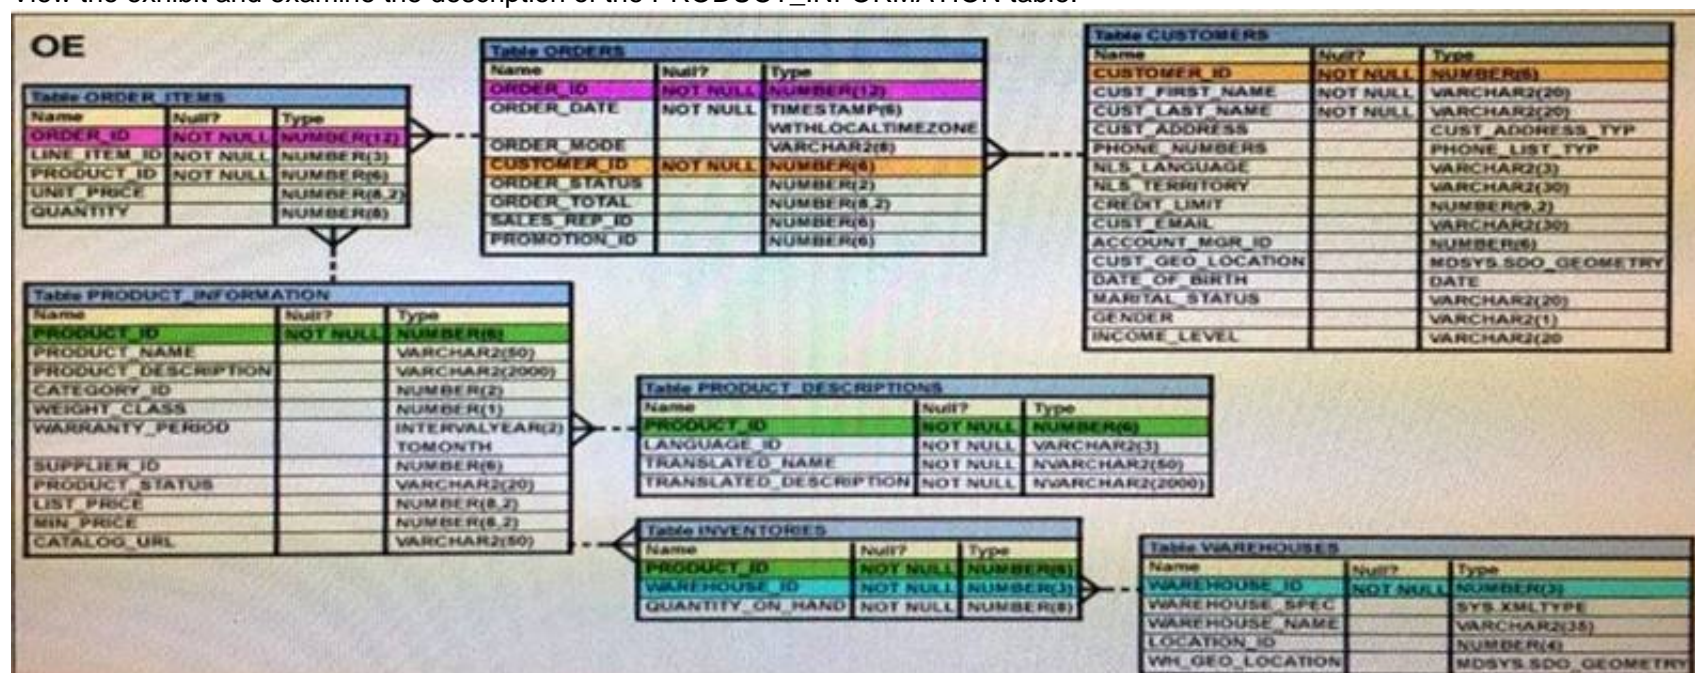 View the exhibit and examine the description of the PRODUCT_INFORMATION table.
OE
Table ORDER_ITEMS
Name Null? Type
ORDER_ID NOT NULL NUMBER(12)
LINE_ITEM_ID NOT NULL NUMBER(3)
PRODUCT_ID NOT NULL NUMBER(6)
UNIT_PRICE NUMBER(8,2)
QUANTITY NUMBER(8)
Table ORDERS
Name Null? Type
ORDER_ID NOT NULL NUMBER(12)
ORDER_DATE NOT NULL TIMESTAMP(6)
WITHLOCALTIMEZONE
ORDER_MODE VARCHAR2(8)
CUSTOMER_ID NOT NULL NUMBER(6)
ORDER_STATUS NUMBER(2)
ORDER_TOTAL NUMBER(8,2)
SALES_REP_ID NUMBER(6)
PROMOTION_ID NUMBER(6)
Table CUSTOMERS
Name Null? Type
CUSTOMER_ID NOT NULL NUMBER(6)
CUST_FIRST_NAME NOT NULL VARCHAR2(20)
CUST_LAST_NAME NOT NULL VARCHAR2(20)
CUST_ADDRESS CUST_ADDRESS_TYP
PHONE_NUMBERS PHONE_LIST_TYP
NLS_LANGUAGE VARCHAR2(3)
NLS_TERRITORY VARCHAR2(30)
CREDIT_LIMIT NUMBER(9,2)
CUST_EMAIL VARCHAR2(30)
ACCOUNT_MGR_ID NUMBER(6)
CUST_GEO_LOCATION MDSYS.SDO_GEOMETRY
DATE_OF_BIRTH DATE
MARITAL_STATUS VARCHAR2(20)
GENDER VARCHAR2(1)
INCOME_LEVEL VARCHAR2(20
Table PRODUCT_INFORMATION
Name Null? Type
PRODUCT_ID NOT NULL NUMBER(6)
PRODUCT_NAME VARCHAR2(50)
PRODUCT_DESCRIPTION VARCHAR2(2000)
CATEGORY_ID NUMBER(2)
WEIGHT_CLASS NUMBER(1)
WARRANTY_PERIOD INTERVALYEAR(2)
TOMONTH
SUPPLIER_ID NUMBER(6)
PRODUCT_STATUS VARCHAR2(20)
LIST_PRICE NUMBER(8,2)
MIN_PRICE NUMBER(8,2)
CATALOG_URL VARCHAR2(50)
Table PRODUCT_DESCRIPTIONS
Name Null? Type
PRODUCT_ID NOT NULL NUMBER(6)
LANGUAGE_ID NOT NULL VARCHAR2(3)
TRANSLATED_NAME NOT NULL NVARCHAR2(50)
TRANSLATED_DESCRIPTION NOT NULL NVARCHAR2(2000)
Table INVENTORIES
Name Null? Type
PRODUCT_ID NOT NULL NUMBER(6)
WAREHOUSE_ID NOT NULL NUMBER(3)
QUANTITY_ON_HAND NOT NULL NUMBER(8)
Table WAREHOUSES
Name Null? Type
WAREHOUSE_ID NOT NULL NUMBER(3)
WAREHOUSE_SPEC SYS.XMLTYPE
WAREHOUSE_NAME VARCHAR2(35)
LOCATION_ID NUMBER(4)
WH_GEO_LOCATION MDSYS.SDO_GEOMETRY